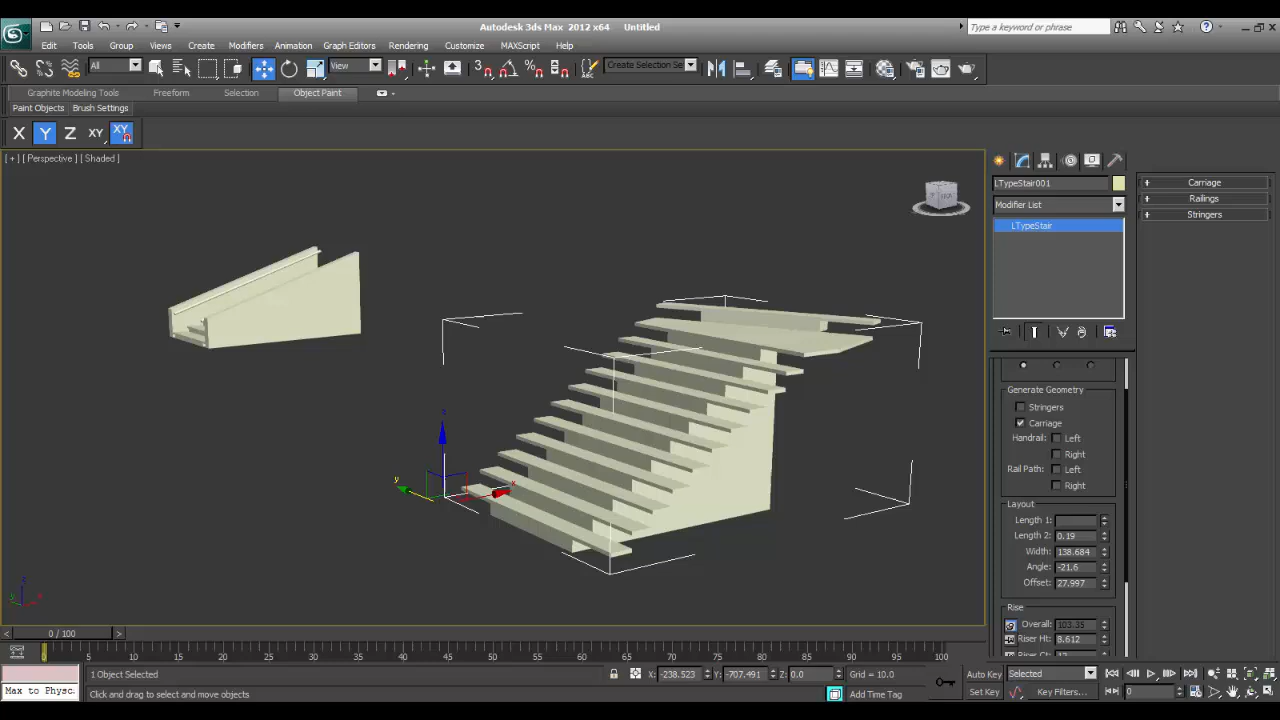 Autodesk 3ds Max 2012 x64    Untitled
Type a keyword or phrase
Edit Tools Group Views Create Modifiers Animation Graph Editors Rendering Customize MAXScript Help
All View Create Selection Se
Graphite Modeling Tools Freeform Selection Object Paint
Paint Objects Brush Settings
X Y Z XY XY
[ + ] [ Perspective ] [ Shaded ]
LTypeStair001
Modifier List
LTypeStair
Carriage
Railings
Stringers
Generate Geometry
Stringers
Carriage
Handrail: Left
Right
Rail Path: Left
Right
Layout
Length 1:
Length 2: 0.19
Width: 138.684
Angle: -21.6
Offset: 27.997
Rise
Overall: 103.35
Riser Ht: 8.612
Riser Ct: 12
x
y
z
< 0 / 100 >
0 5 10 15 20 25 30 35 40 45 50 55 60 65 70 75 80 85 90 95 100
1 Object Selected X: -238.523 Y: -707.491 Z: 0.0 Grid = 10.0 Auto Key Selected
Max to Physc. Click and drag to select and move objects Add Time Tag Set Key Key Filters... 0